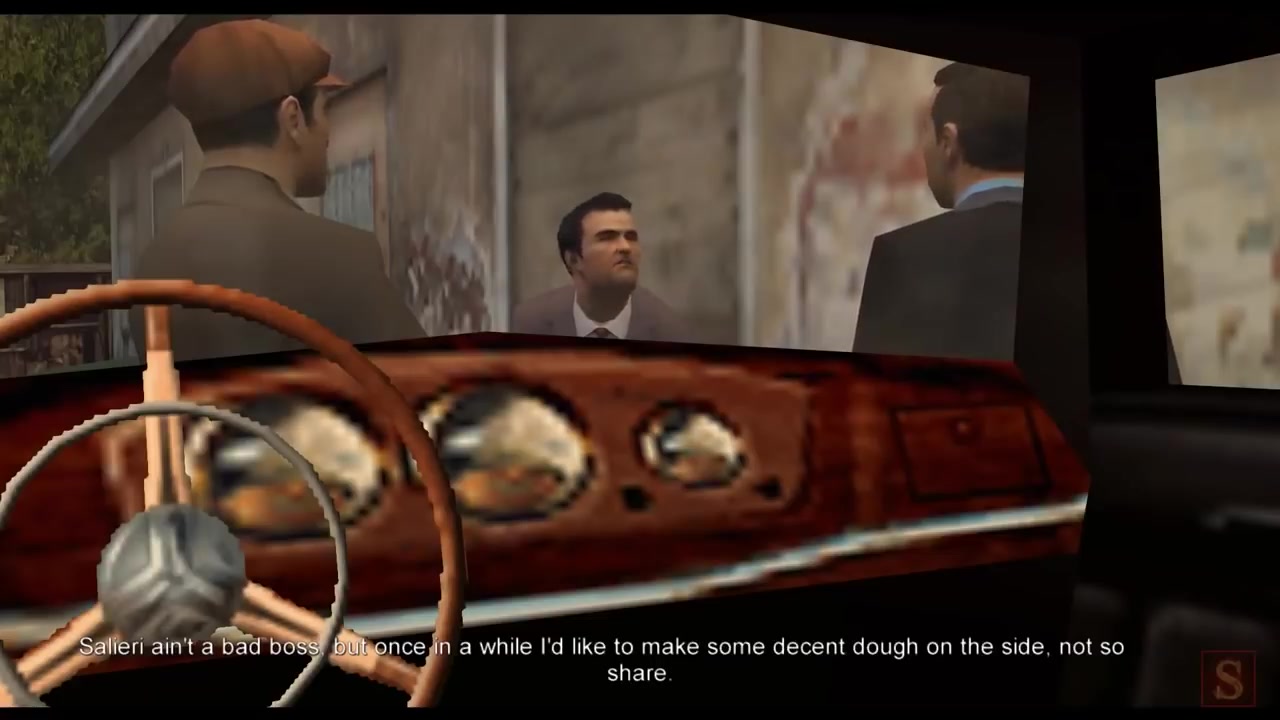 Salieri ain't a bad boss, but once in a while I'd like to make some decent dough on the side, not so
share.
S